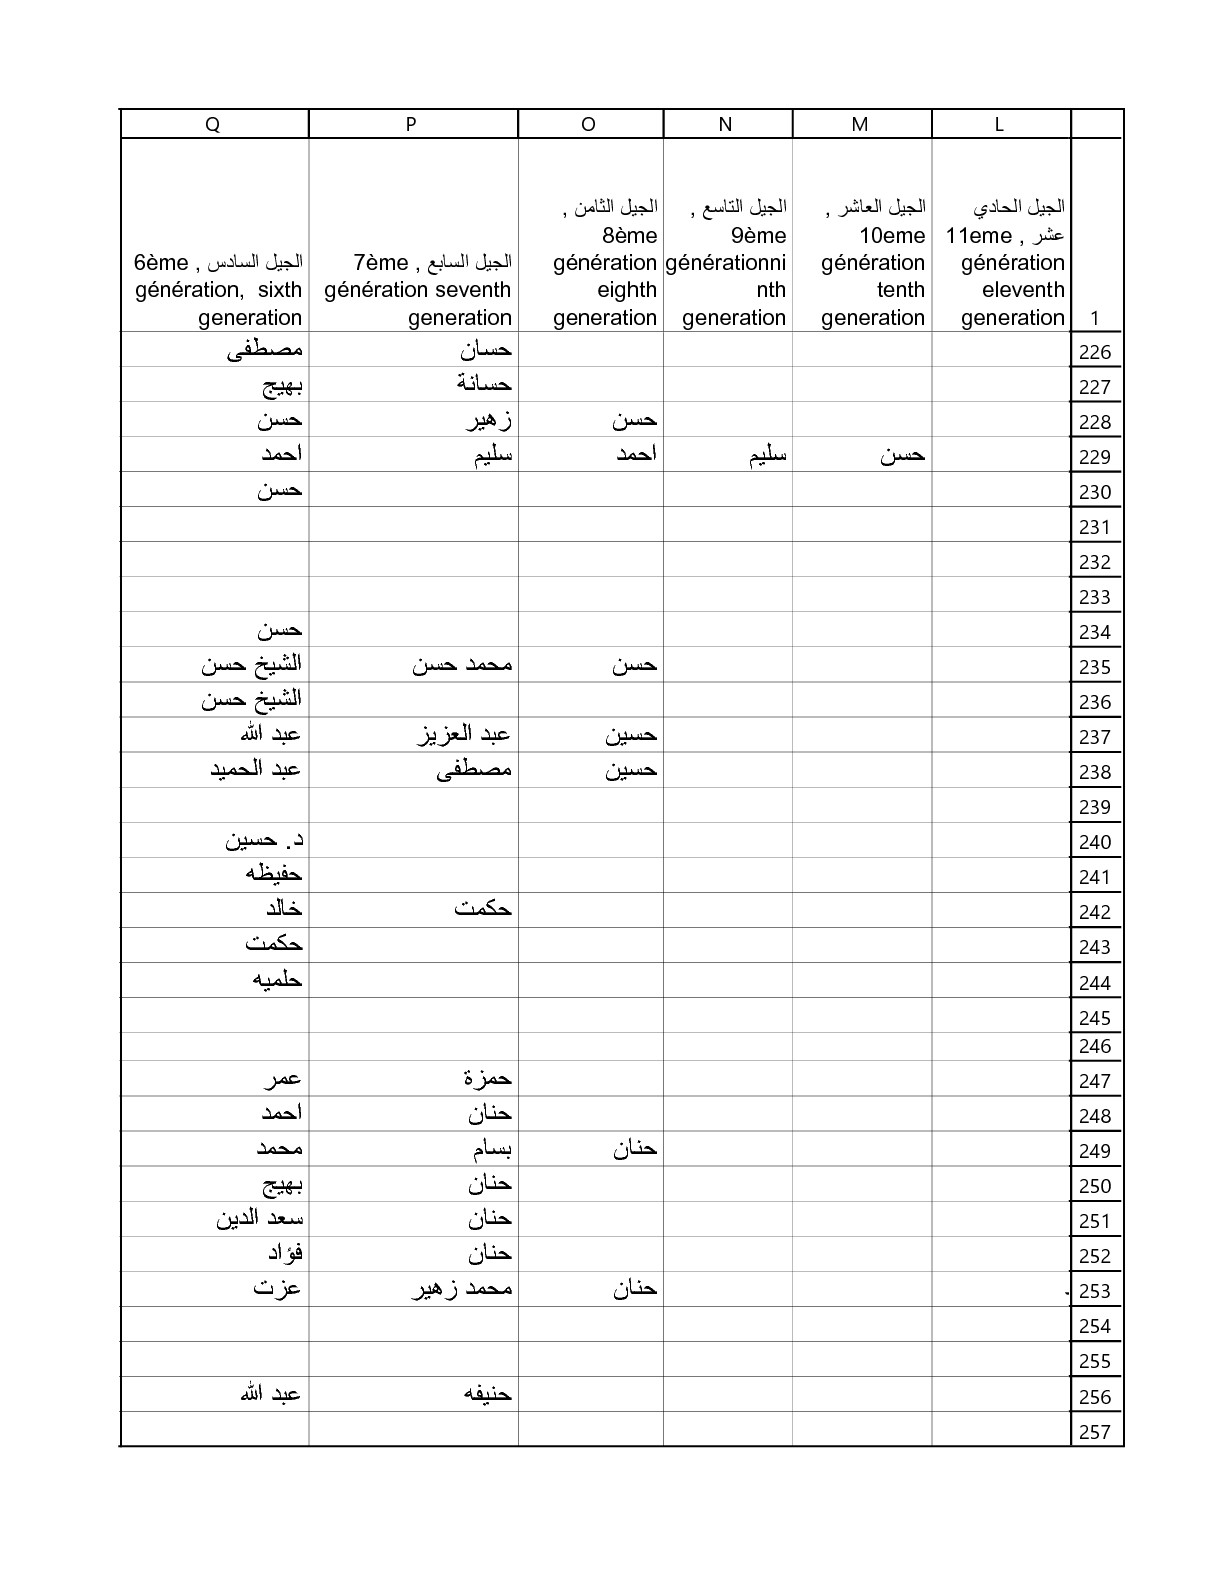 Q P O N M L
الجيل السادس , 6ème
génération, sixth
generation
الجيل السابع , 7ème
génération seventh
generation
الجيل الثامن ,
8ème
génération
eighth
generation
الجيل التاسع ,
9ème
générationni
nth
generation
الجيل العاشر ,
10eme
génération
tenth
generation
الجيل الحادي
عشر , 11eme
génération
eleventh
generation
1
مصطفى حسان 226
بهيج حسانة 227
حسن زهير حسن 228
احمد سليم احمد سليم حسن 229
حسن 230
231
232
233
حسن 234
الشيخ حسن محمد حسن حسن 235
الشيخ حسن 236
عبد الله عبد العزيز حسين 237
عبد الحميد مصطفى حسين 238
239
د. حسين 240
حفيظه 241
خالد حكمت 242
حكمت 243
حلميه 244
245
246
عمر حمزة 247
احمد حنان 248
محمد بسام حنان 249
بهيج حنان 250
سعد الدين حنان 251
فؤاد حنان 252
عزت محمد زهير حنان 253
254
255
عبد الله حنيفه 256
257